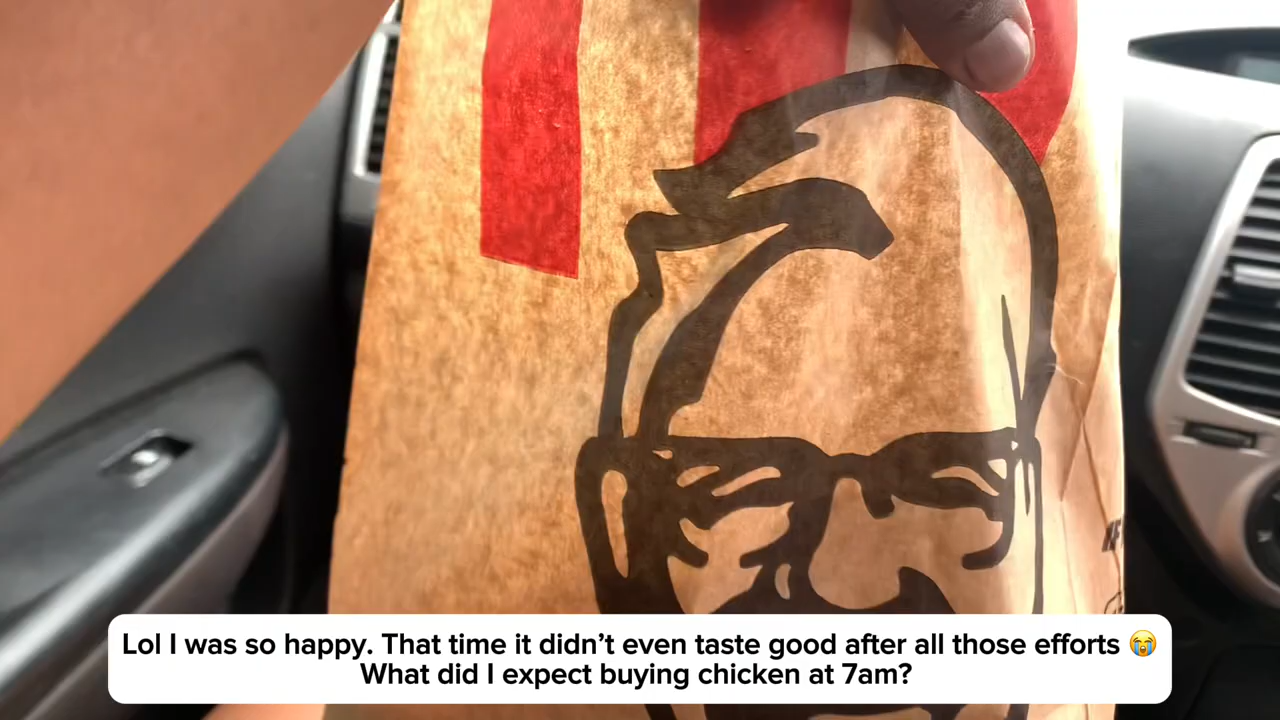 Lol I was so happy. That time it didn’t even taste good after all those efforts 😭
What did I expect buying chicken at 7am?